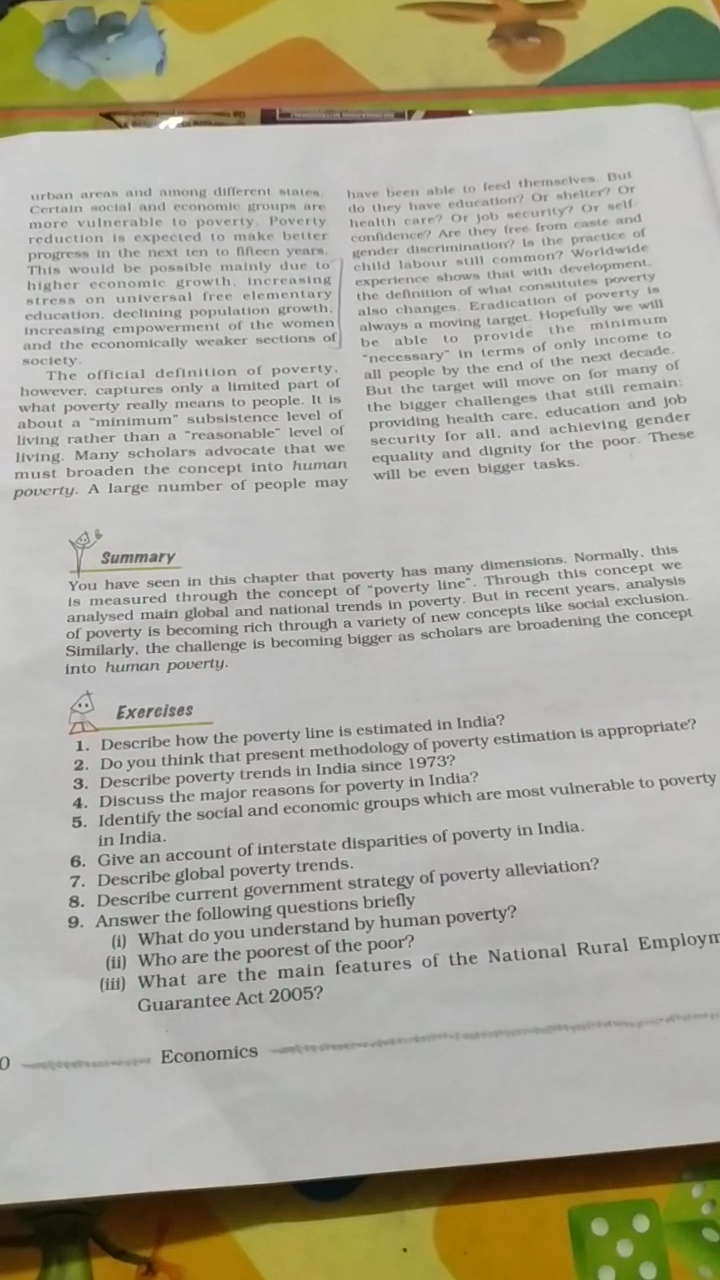 urban areas and among different states.
Certain social and economic groups are
more vulnerable to poverty. Poverty
reduction is expected to make better
progress in the next ten to fifteen years.
This would be possible mainly due to
higher economic growth, increasing
stress on universal free elementary
education, declining population growth,
increasing empowerment of the women
and the economically weaker sections of
society.
The official definition of poverty,
however, captures only a limited part of
what poverty really means to people. It is
about a "minimum" subsistence level of
living rather than a "reasonable" level of
living. Many scholars advocate that we
must broaden the concept into human
poverty. A large number of people may
have been able to feed themselves. But
do they have education? Or shelter? Or
health care? Or job security? Or self-
confidence? Are they free from caste and
gender discrimination? Is the practice of
child labour still common? Worldwide
experience shows that with development,
the definition of what constitutes poverty
also changes. Eradication of poverty is
always a moving target. Hopefully we will
be able to provide the minimum
"necessary" in terms of only income to
all people by the end of the next decade.
But the target will move on for many of
the bigger challenges that still remain:
providing health care, education and job
security for all, and achieving gender
equality and dignity for the poor. These
will be even bigger tasks.
Summary
You have seen in this chapter that poverty has many dimensions. Normally, this
is measured through the concept of "poverty line". Through this concept we
analysed main global and national trends in poverty. But in recent years, analysis
of poverty is becoming rich through a variety of new concepts like social exclusion.
Similarly, the challenge is becoming bigger as scholars are broadening the concept
into human poverty.
Exercises
1. Describe how the poverty line is estimated in India?
2. Do you think that present methodology of poverty estimation is appropriate?
3. Describe poverty trends in India since 1973?
4. Discuss the major reasons for poverty in India?
5. Identify the social and economic groups which are most vulnerable to poverty
in India.
6. Give an account of interstate disparities of poverty in India.
7. Describe global poverty trends.
8. Describe current government strategy of poverty alleviation?
9. Answer the following questions briefly
(i) What do you understand by human poverty?
(ii) Who are the poorest of the poor?
(iii) What are the main features of the National Rural Employm
Guarantee Act 2005?
0 Economics